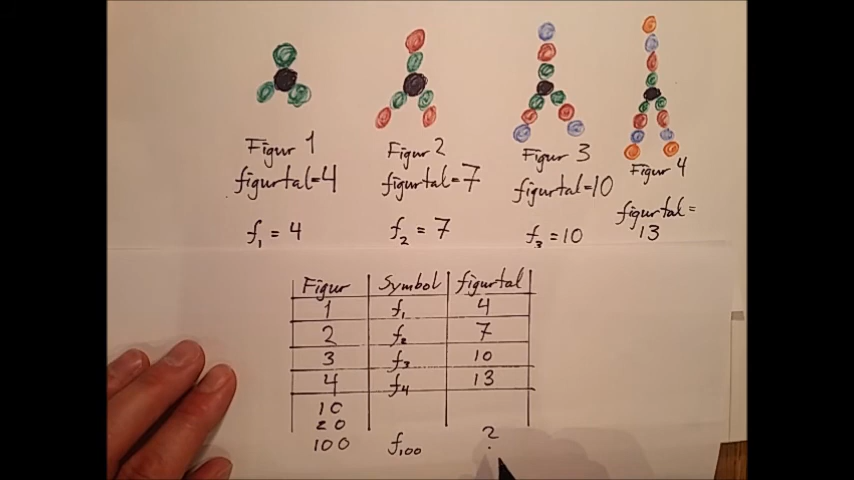 Figur 1
figurtal=4
f₁ = 4
Figur 2
figurtal=7
f₂ = 7
Figur 3
figurtal=10
f₃ = 10
Figur 4
figurtal=
13
Figur Symbol figurtal
1 f₁ 4
2 f₂ 7
3 f₃ 10
4 f₄ 13
10
20
100 f₁₀₀ ?